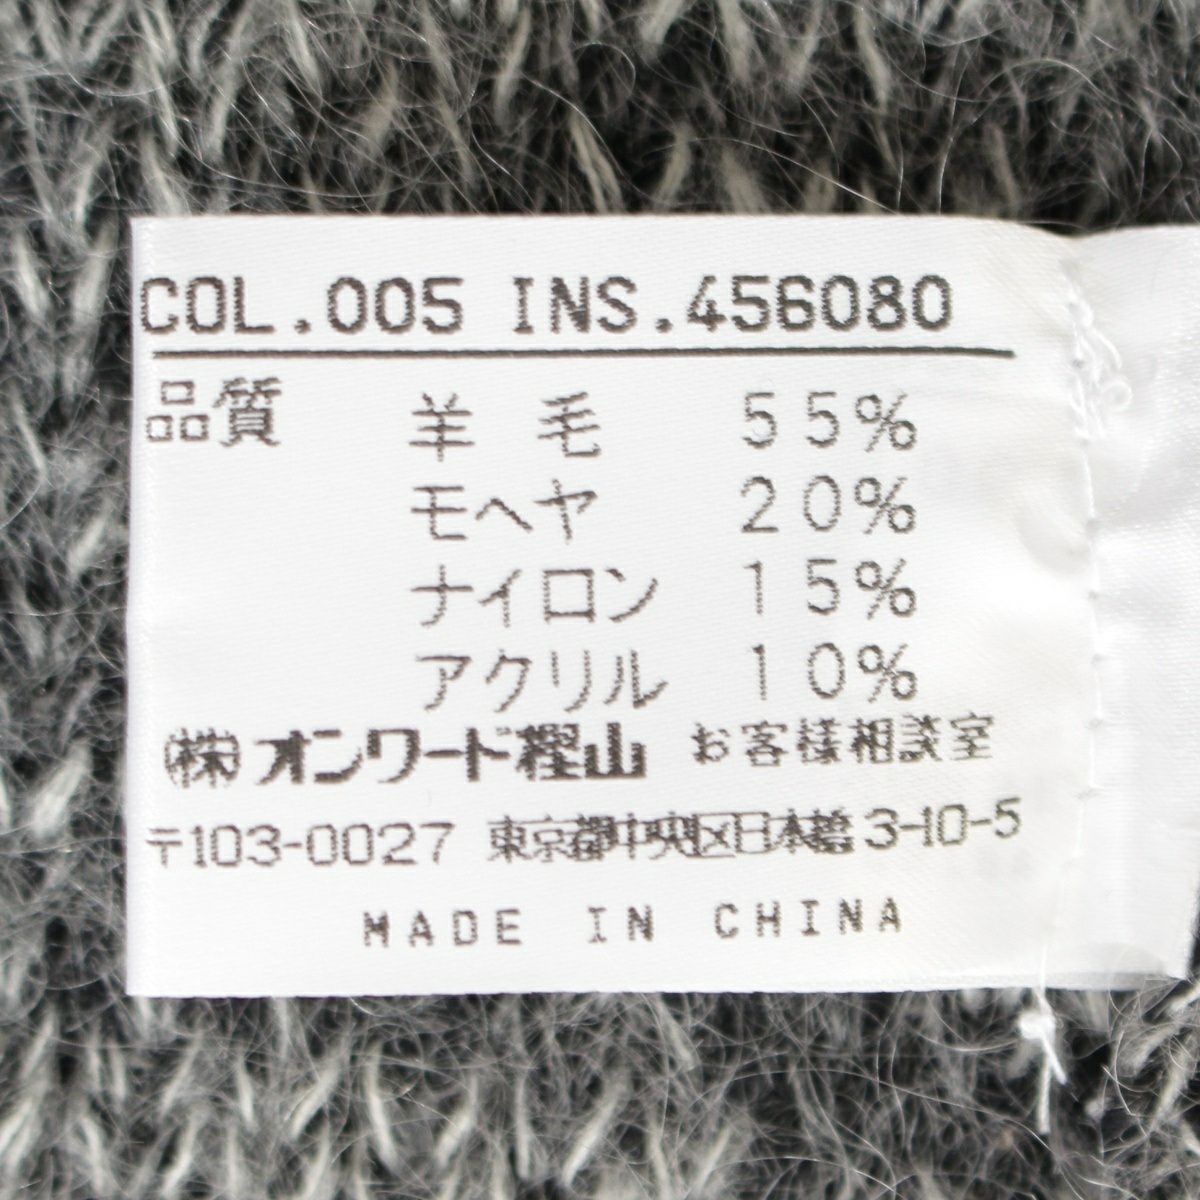 COL.005 INS.456080
品質 羊毛 55%
モヘヤ 20%
ナイロン 15%
アクリル 10%
㈱オンワード樫山 お客様相談室
〒103-0027 東京都中央区日本橋3-10-5
MADE IN CHINA